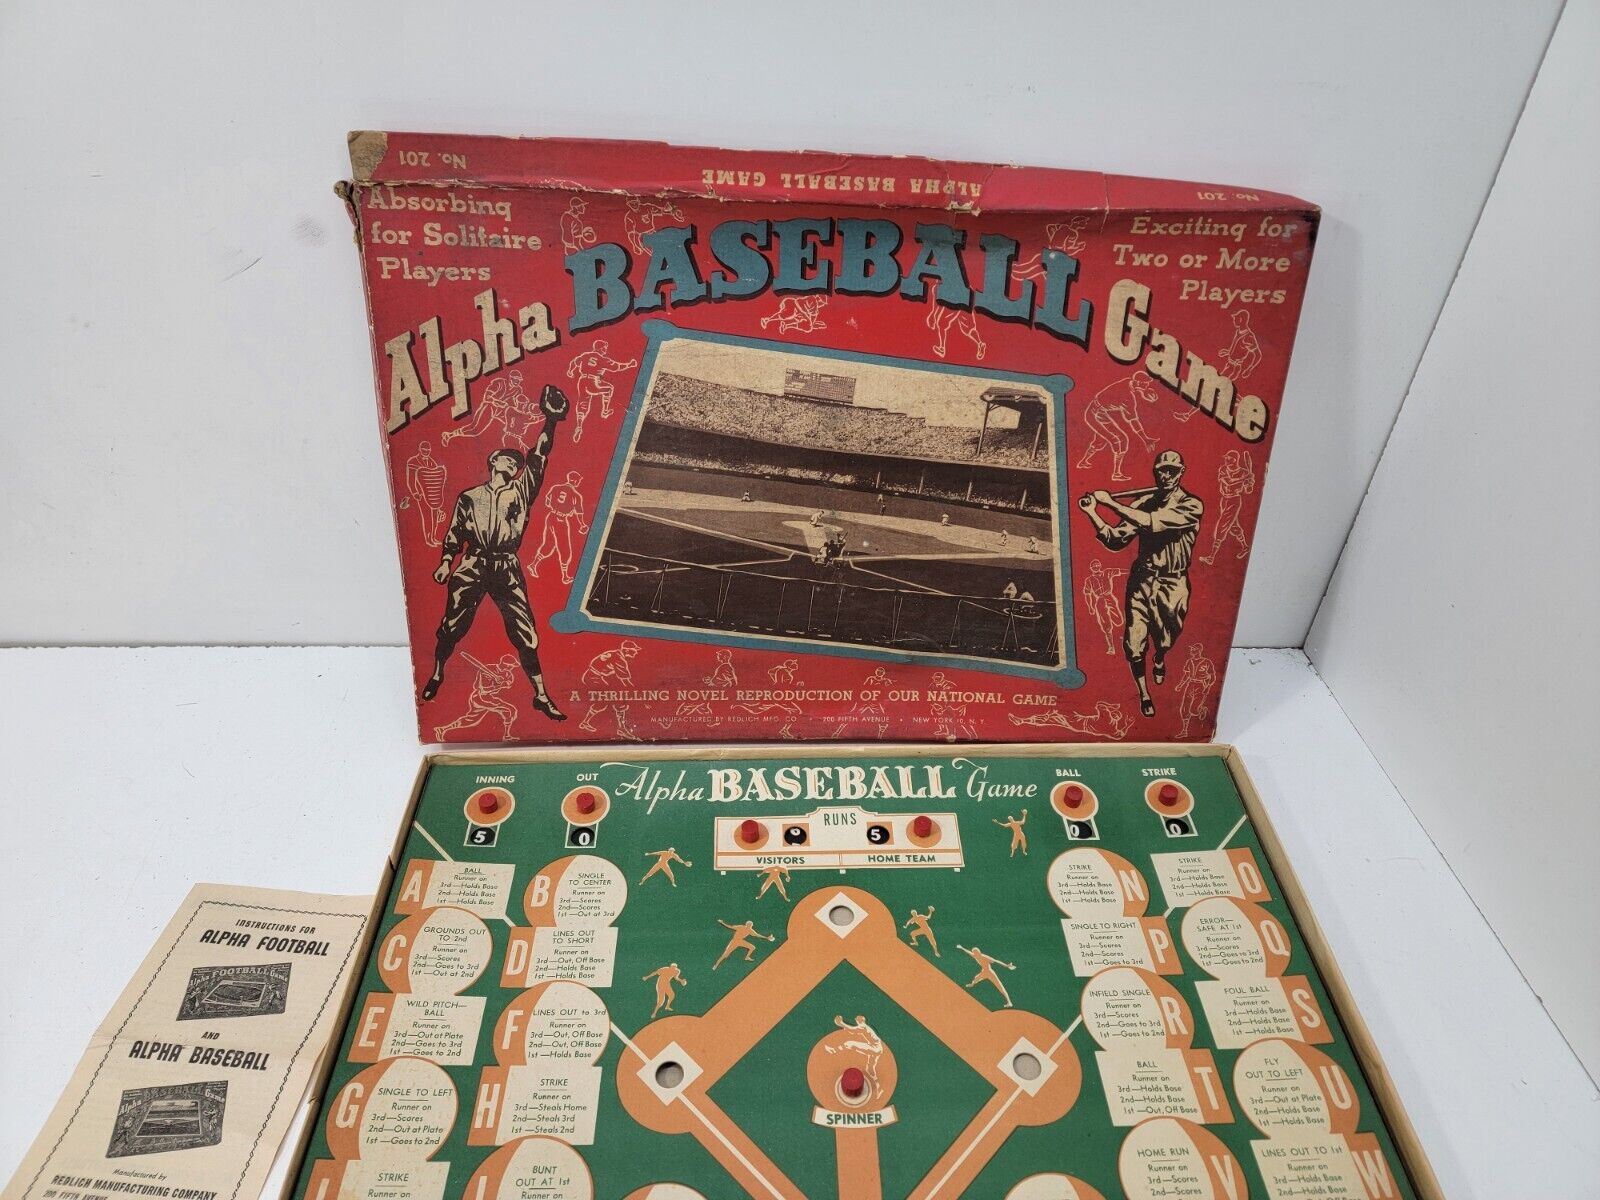 No. 201
ALPHA BASEBALL GAME
No. 201
Absorbing
for Solitaire
Players
Exciting for
Two or More
Players
Alpha BASEBALL Game
A THRILLING NOVEL REPRODUCTION OF OUR NATIONAL GAME
MANUFACTURED BY REDLICH MFG. CO. • 200 FIFTH AVENUE • NEW YORK 10, N. Y.
INNING
5
OUT
0
Alpha BASEBALL Game
BALL
0
STRIKE
0
RUNS
5
VISITORS
HOME TEAM
A
BALL
Runner on
3rd—Holds Base
2nd—Holds Base
1st—Holds Base
B
SINGLE
TO CENTER
Runner on
3rd—Scores
2nd—Scores
1st—Out at 3rd
C
GROUNDS OUT
TO 2nd
Runner on
3rd—Scores
2nd—Goes to 3rd
1st—Out at 2nd
D
LINES OUT
TO SHORT
Runner on
3rd—Out, Off Base
2nd—Holds Base
1st—Holds Base
E
WILD PITCH—
BALL
Runner on
3rd—Out at Plate
2nd—Goes to 3rd
1st—Goes to 2nd
F
LINES OUT to 3rd
Runner on
3rd—Out, Off Base
2nd—Out, Off Base
1st—Holds Base
G
SINGLE TO LEFT
Runner on
3rd—Scores
2nd—Out at Plate
1st—Goes to 2nd
H
STRIKE
Runner on
3rd—Steals Home
2nd—Steals 3rd
1st—Steals 2nd
STRIKE
Runner on
BUNT
OUT AT 1st
Runner on
N
STRIKE
Runner on
3rd—Holds Base
2nd—Holds Base
1st—Holds Base
O
STRIKE
Runner on
3rd—Holds Base
2nd—Holds Base
1st—Holds Base
P
SINGLE TO RIGHT
Runner on
3rd—Scores
2nd—Scores
1st—Goes to 3rd
Q
ERROR—
SAFE AT 1st
Runner on
3rd—Scores
2nd—Goes to 3rd
1st—Goes to 2nd
R
INFIELD SINGLE
Runner on
3rd—Scores
2nd—Goes to 3rd
1st—Goes to 2nd
S
FOUL BALL
Runner on
3rd—Holds Base
2nd—Holds Base
1st—Holds Base
T
BALL
Runner on
3rd—Holds Base
2nd—Holds Base
1st—Out, Off Base
U
FLY
OUT TO LEFT
Runner on
3rd—Out at Plate
2nd—Holds Base
1st—Holds Base
V
HOME RUN
Runner on
3rd—Scores
2nd—Scores
W
LINES OUT TO 1st
Runner on
SPINNER
INSTRUCTIONS FOR
ALPHA FOOTBALL
AND
ALPHA BASEBALL
Manufactured by
REDLICH MANUFACTURING COMPANY
200 FIFTH AVENUE